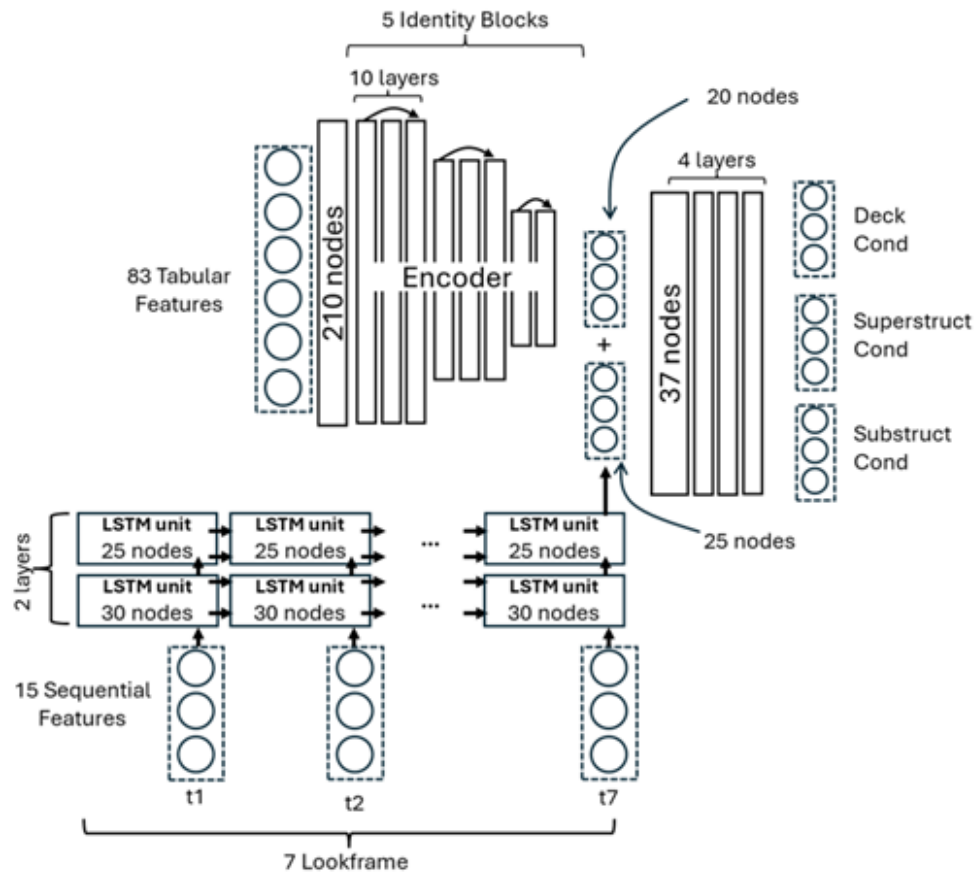 5 Identity Blocks
10 layers
20 nodes
4 layers
83 Tabular
Features
210 nodes
Encoder
+
37 nodes
Deck
Cond
Superstruct
Cond
Substruct
Cond
25 nodes
2 layers
LSTM unit
25 nodes
LSTM unit
25 nodes
...
LSTM unit
25 nodes
LSTM unit
30 nodes
LSTM unit
30 nodes
...
LSTM unit
30 nodes
15 Sequential
Features
t1
t2
t7
7 Lookframe